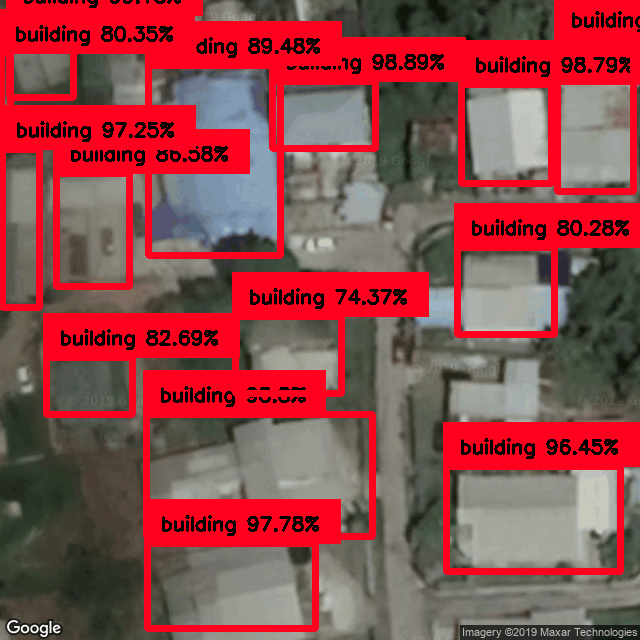 building
building 80.35%
ding 89.48%
building 98.89%
building 98.79%
building 97.25%
building 86.58%
building 80.28%
building 74.37%
building 82.69%
building
building 96.45%
building 97.78%
Google
Imagery ©2019 Maxar Technologies